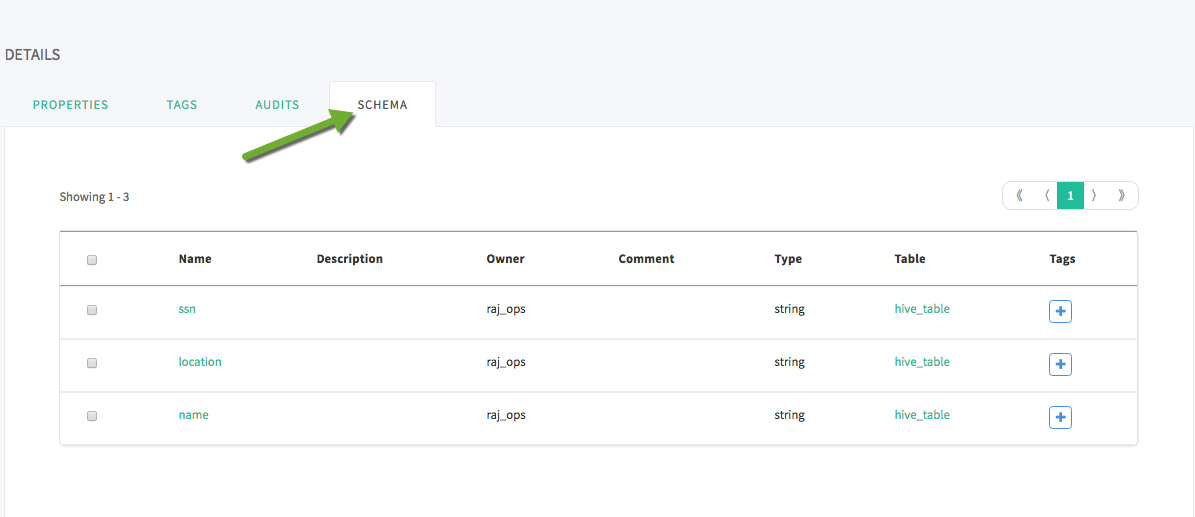 DETAILS
PROPERTIES TAGS AUDITS SCHEMA
Showing 1 - 3
《 〈 1 〉 》
Name Description Owner Comment Type Table Tags
ssn raj_ops string hive_table +
location raj_ops string hive_table +
name raj_ops string hive_table +